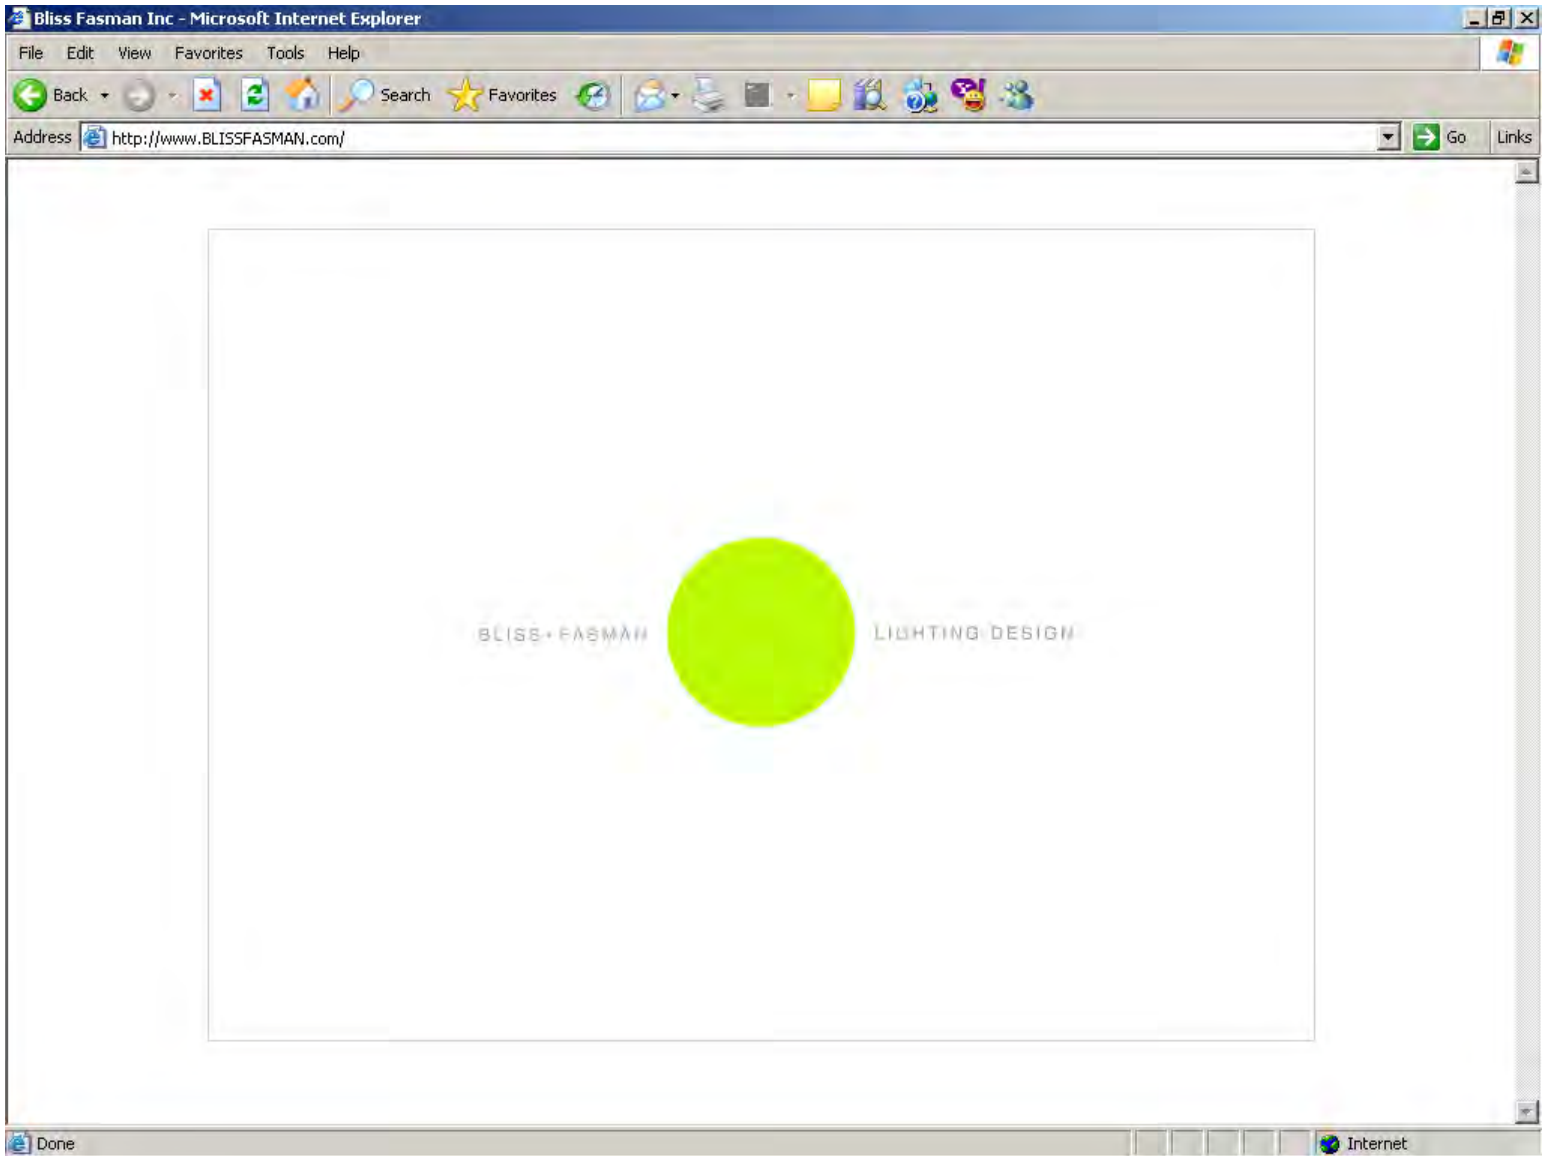 Bliss Fasman Inc - Microsoft Internet Explorer
File Edit View Favorites Tools Help
Back Search Favorites
Address http://www.BLISSFASMAN.com/ Go Links
BLISS+FASMAN LIGHTING DESIGN
Done Internet